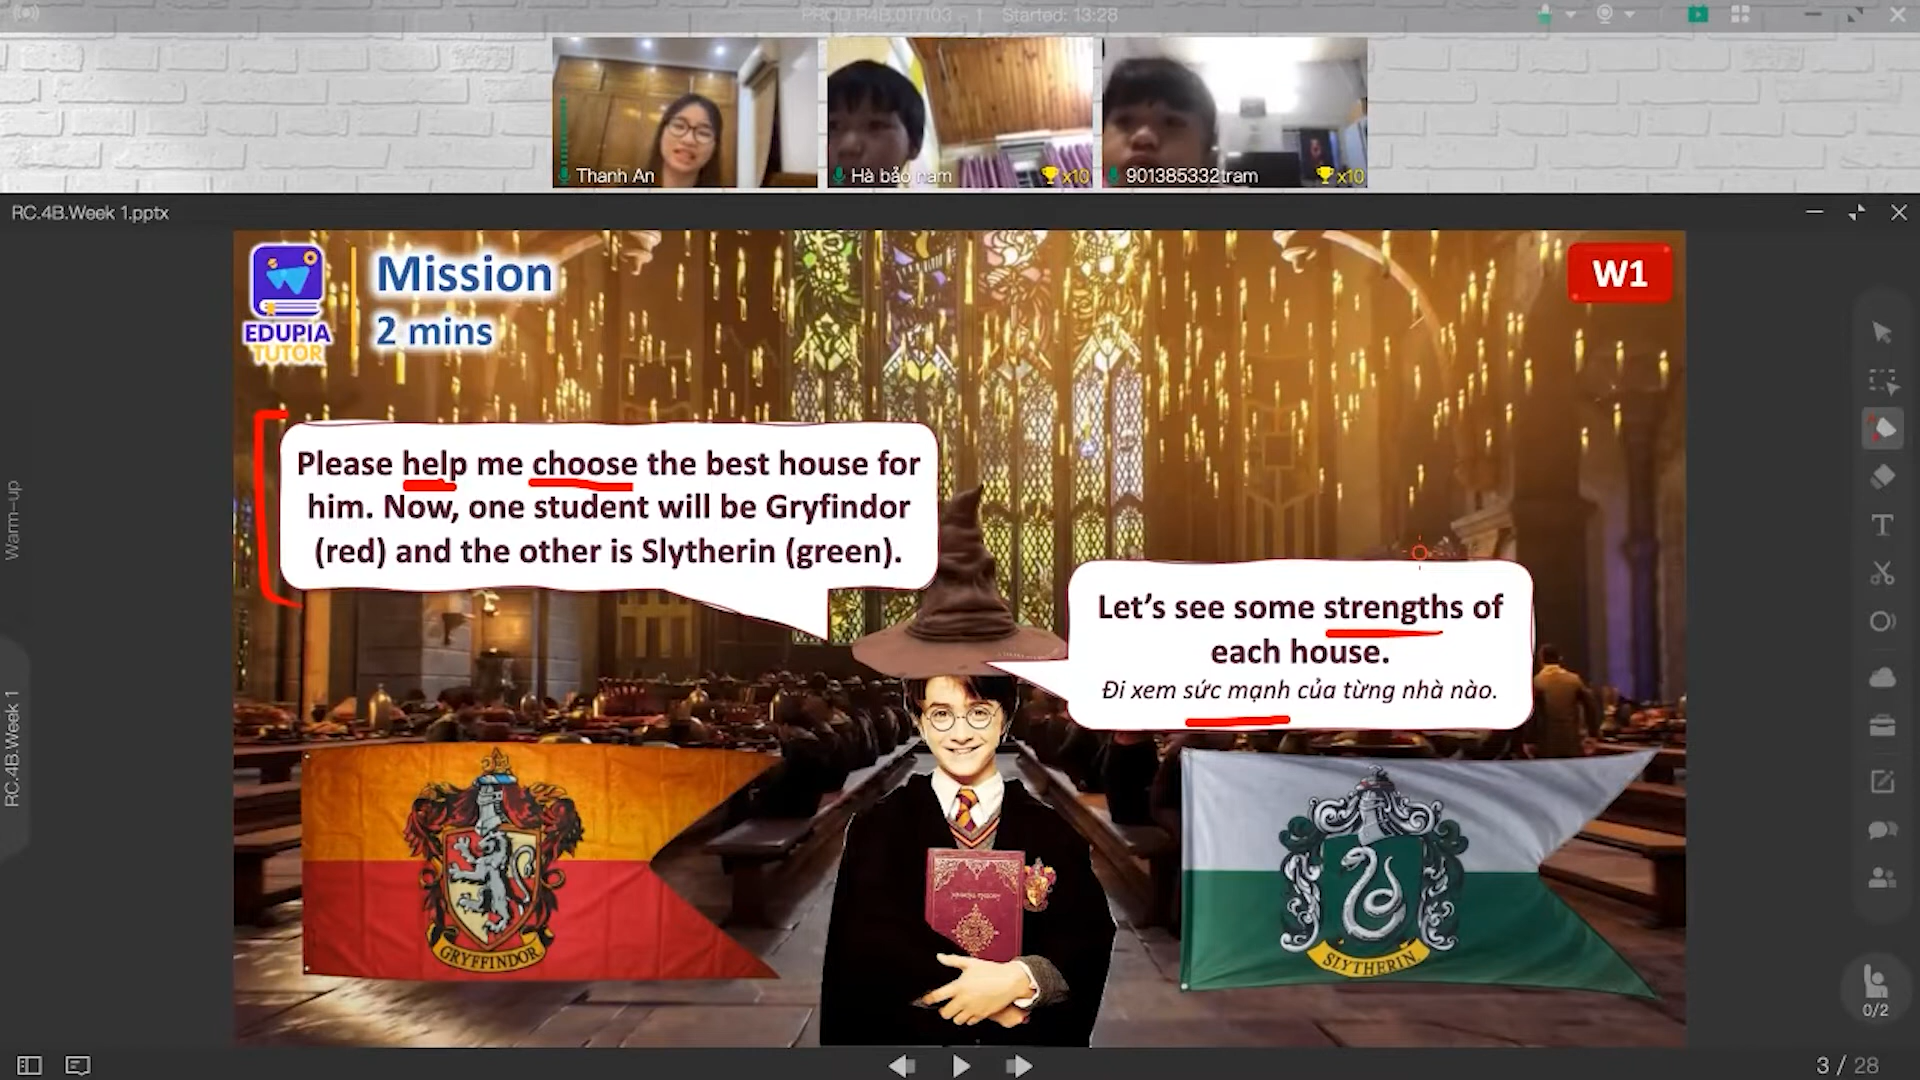 PROD R4B.017103 - 1 Started: 13:28
Thanh An
Hà bảo nam
x10
901385332tram
x10
RC.4B.Week 1.pptx
EDUPIA
TUTOR
Mission
2 mins
W1
Please help me choose the best house for
him. Now, one student will be Gryfindor
(red) and the other is Slytherin (green).
Let's see some strengths of
each house.
Đi xem sức mạnh của từng nhà nào.
GRYFFINDOR
SLYTHERIN
Warm-up
RC.4B.Week 1
0/2
3 / 28